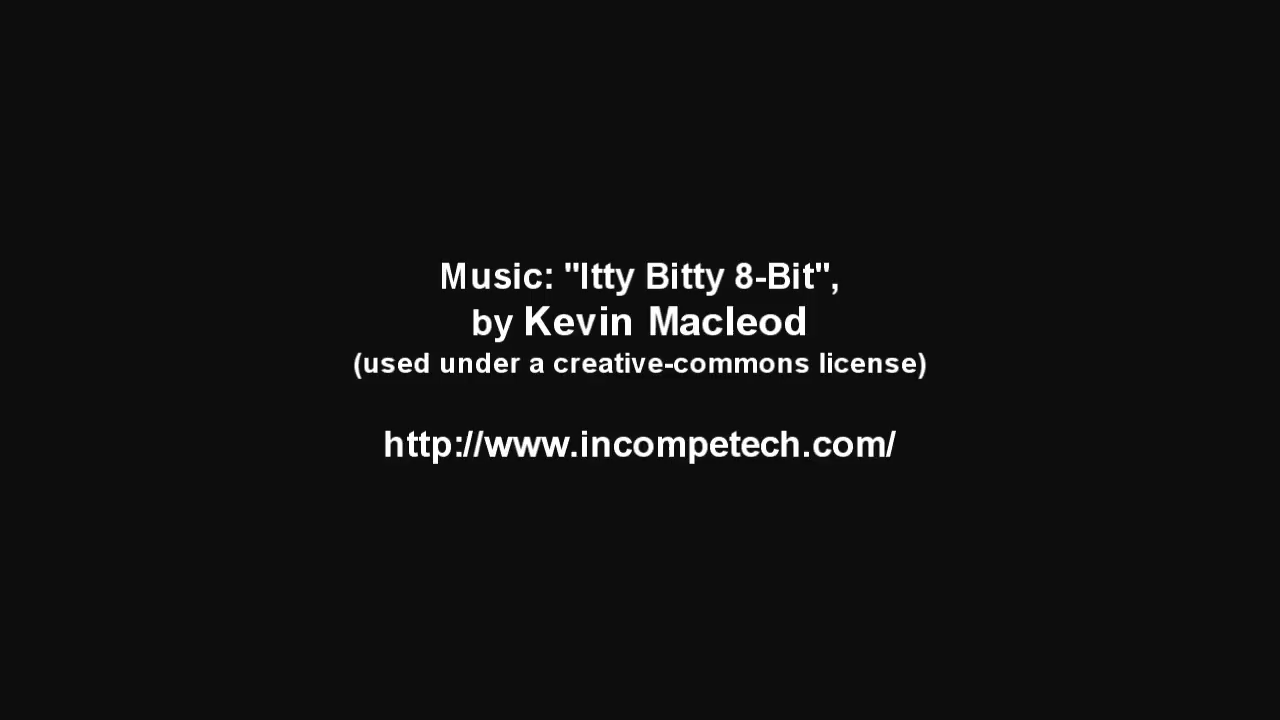 Music: "Itty Bitty 8-Bit",
by Kevin Macleod
(used under a creative-commons license)
http://www.incompetech.com/